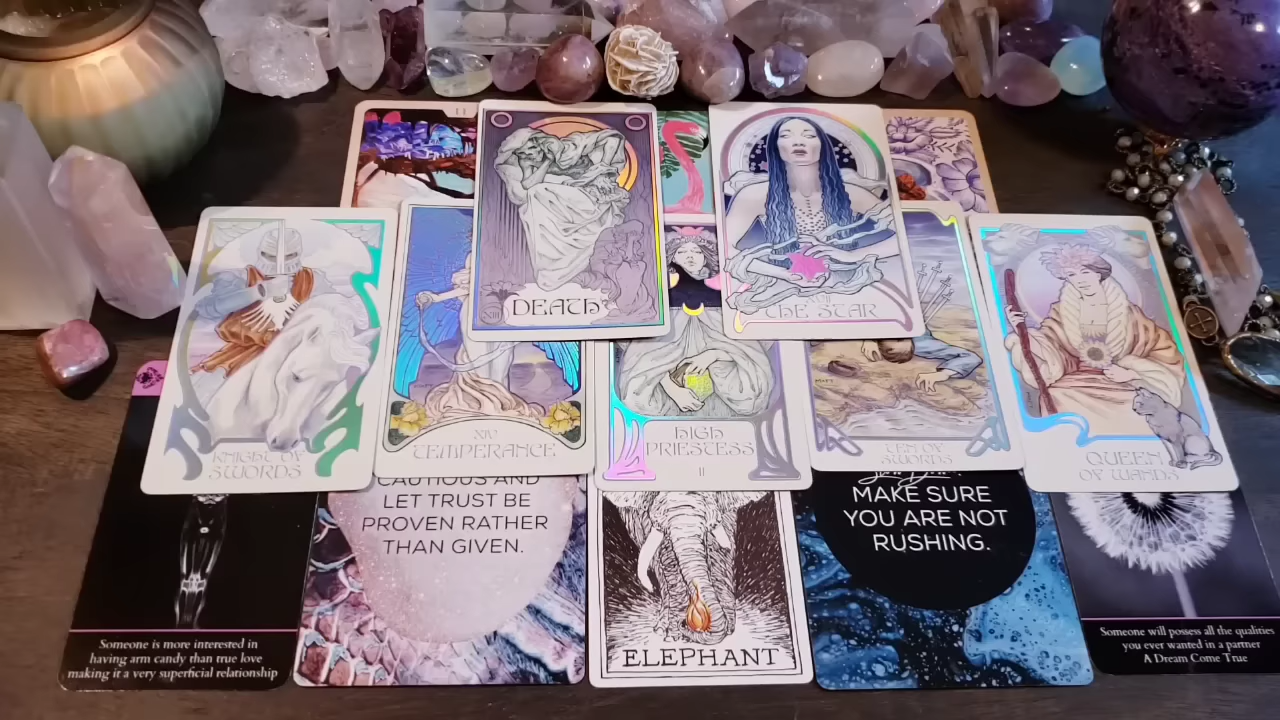 II
XIII
DEATH
XVII
THE STAR
KNIGHT OF
SWORDS
XIV
TEMPERANCE
HIGH
PRIESTESS
II
TEN OF
SWORDS
QUEEN
OF WANDS
CAUTIOUS AND
LET TRUST BE
PROVEN RATHER
THAN GIVEN.
MAKE SURE
YOU ARE NOT
RUSHING.
ELEPHANT
Someone is more interested in
having arm candy than true love
making it a very superficial relationship
Someone will possess all the qualities
you ever wanted in a partner
A Dream Come True